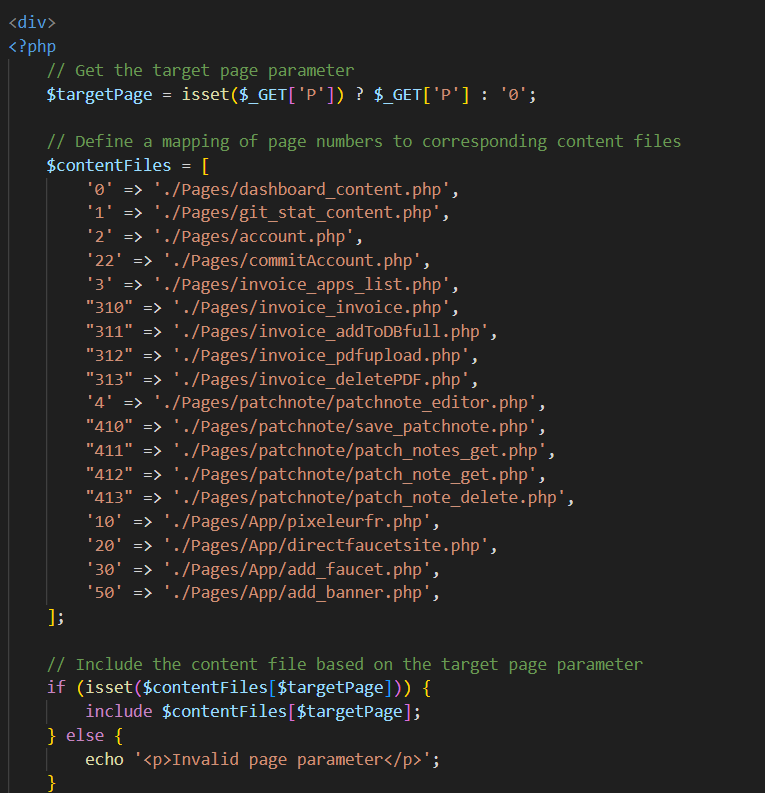 <div>
<?php
// Get the target page parameter
$targetPage = isset($_GET['P']) ? $_GET['P'] : '0';
// Define a mapping of page numbers to corresponding content files
$contentFiles = [
'0' => './Pages/dashboard_content.php',
'1' => './Pages/git_stat_content.php',
'2' => './Pages/account.php',
'22' => './Pages/commitAccount.php',
'3' => './Pages/invoice_apps_list.php',
"310" => './Pages/invoice_invoice.php',
"311" => './Pages/invoice_addToDBfull.php',
"312" => './Pages/invoice_pdfupload.php',
"313" => './Pages/invoice_deletePDF.php',
'4' => './Pages/patchnote/patchnote_editor.php',
"410" => './Pages/patchnote/save_patchnote.php',
"411" => './Pages/patchnote/patch_notes_get.php',
"412" => './Pages/patchnote/patch_note_get.php',
"413" => './Pages/patchnote/patch_note_delete.php',
'10' => './Pages/App/pixeleurfr.php',
'20' => './Pages/App/directfaucetsite.php',
'30' => './Pages/App/add_faucet.php',
'50' => './Pages/App/add_banner.php',
];
// Include the content file based on the target page parameter
if (isset($contentFiles[$targetPage])) {
include $contentFiles[$targetPage];
} else {
echo '<p>Invalid page parameter</p>';
}